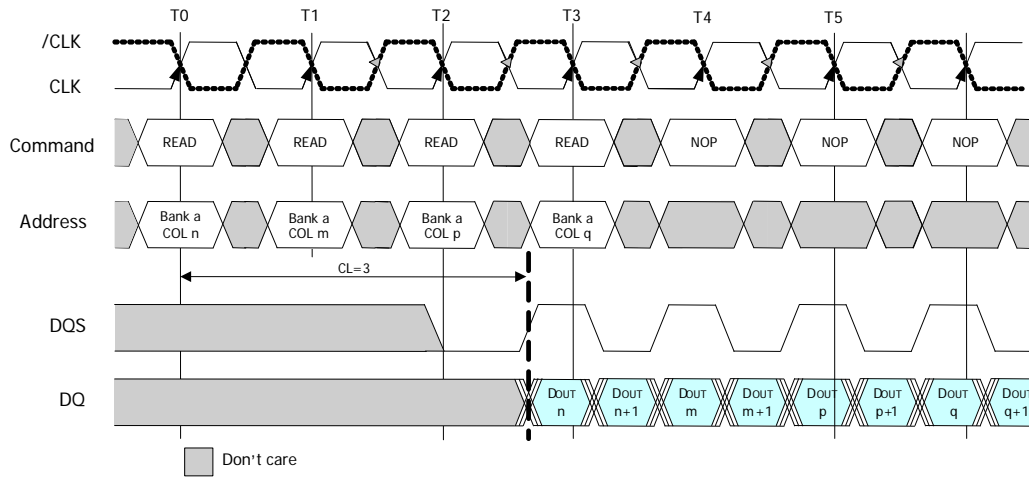 T0 T1 T2 T3 T4 T5
/CLK
CLK
Command READ READ READ READ NOP NOP NOP
Address Bank a Bank a Bank a Bank a
COL n COL m COL p COL q
CL=3
DQS
DQ DOUT DOUT DOUT DOUT DOUT DOUT DOUT DOUT
n n+1 m m+1 p p+1 q q+1
Don't care